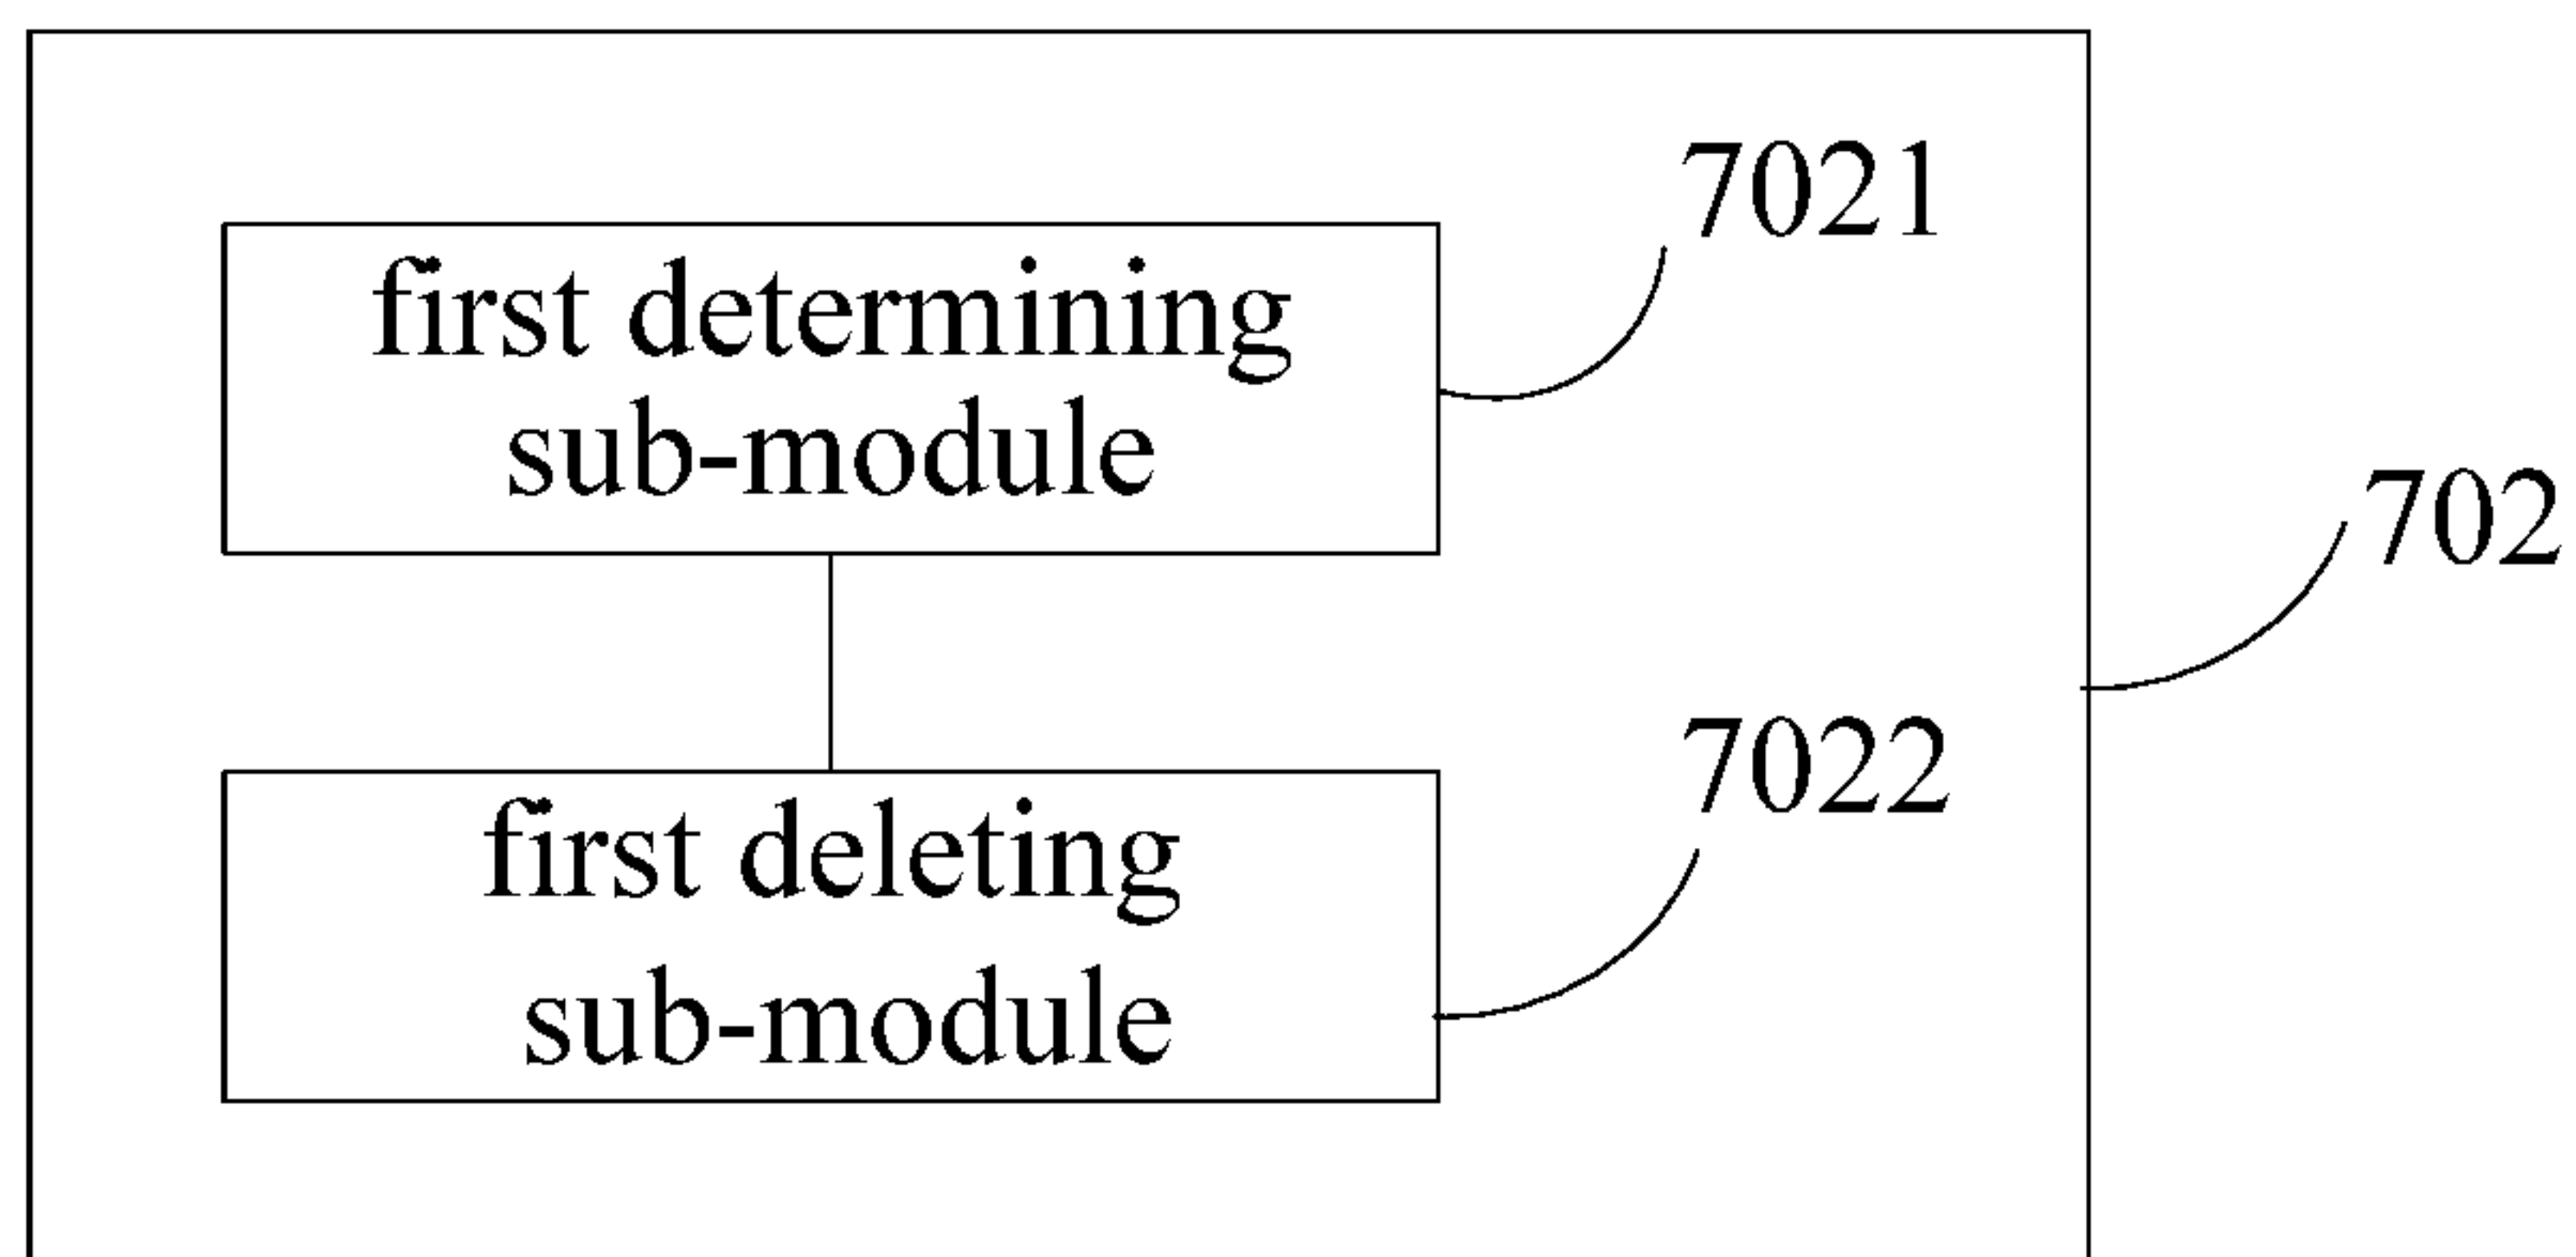 7021
first determining
sub-module
702
7022
first deleting
sub-module